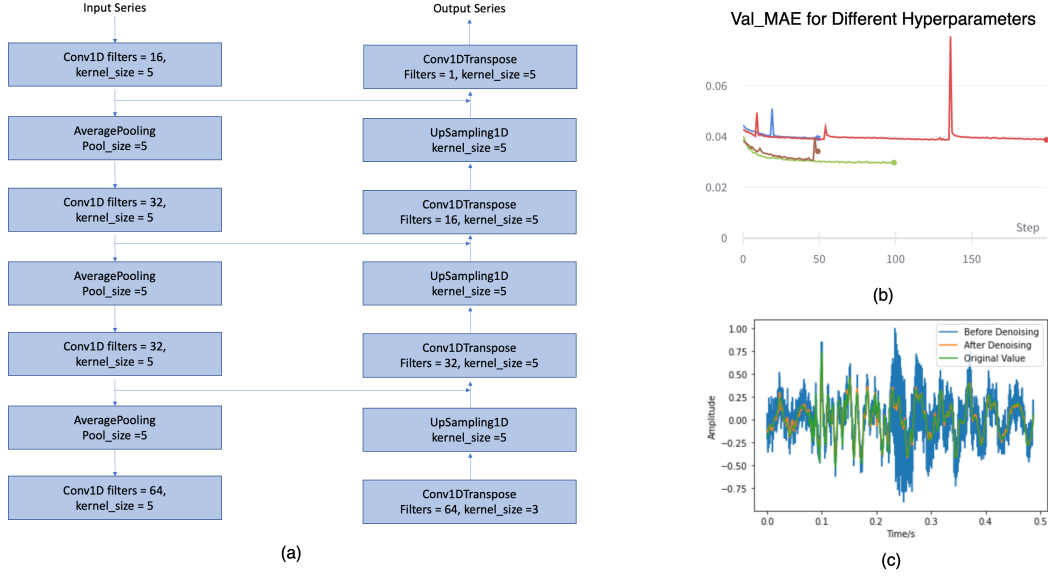 Input Series
Conv1D filters = 16,
kernel_size = 5
AveragePooling
Pool_size =5
Conv1D filters = 32,
kernel_size = 5
AveragePooling
Pool_size =5
Conv1D filters = 32,
kernel_size = 5
AveragePooling
Pool_size =5
Conv1D filters = 64,
kernel_size = 5
Output Series
Conv1DTranspose
Filters = 1, kernel_size =5
UpSampling1D
kernel_size =5
Conv1DTranspose
Filters = 16, kernel_size =5
UpSampling1D
kernel_size =5
Conv1DTranspose
Filters = 32, kernel_size =5
UpSampling1D
kernel_size =5
Conv1DTranspose
Filters = 64, kernel_size =3
(a)
Val_MAE for Different Hyperparameters
0.06
0.04
0.02
0
Step
0 50 100 150
(b)
1.00
0.75
0.50
0.25
0.00
−0.25
−0.50
−0.75
Amplitude
Before Denoising
After Denoising
Original Value
0.0 0.1 0.2 0.3 0.4 0.5
Time/s
(c)